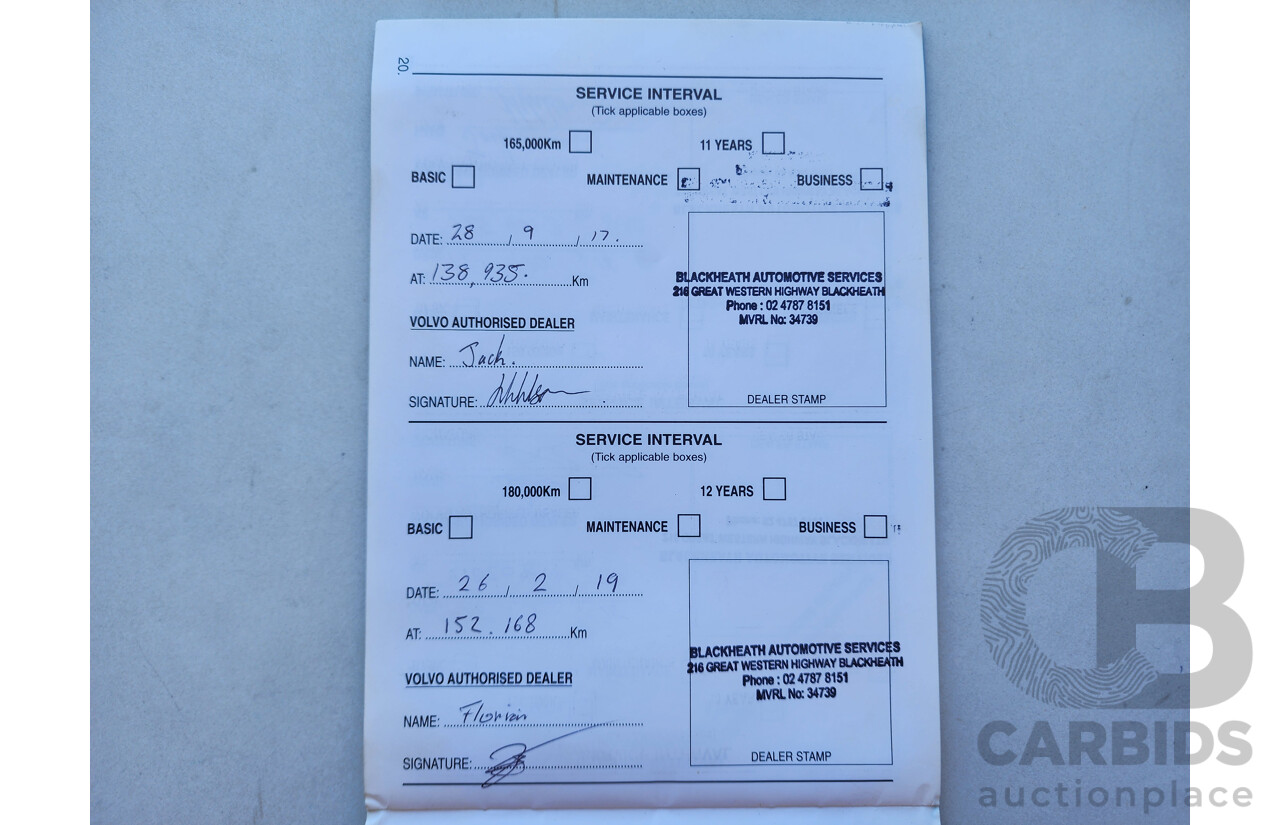 20.
SERVICE INTERVAL
(Tick applicable boxes)
165,000Km 11 YEARS
BASIC MAINTENANCE BUSINESS
DATE: 28 / 9 / 17.
AT: 138,935. Km
VOLVO AUTHORISED DEALER
NAME: Jack.
SIGNATURE:
BLACKHEATH AUTOMOTIVE SERVICES
216 GREAT WESTERN HIGHWAY BLACKHEATH
Phone : 02 4787 8151
MVRL No: 34739
DEALER STAMP
SERVICE INTERVAL
(Tick applicable boxes)
180,000Km 12 YEARS
BASIC MAINTENANCE BUSINESS
DATE: 26 / 2 / 19
AT: 152.168 Km
VOLVO AUTHORISED DEALER
NAME: Florian
SIGNATURE:
BLACKHEATH AUTOMOTIVE SERVICES
216 GREAT WESTERN HIGHWAY BLACKHEATH
Phone : 02 4787 8151
MVRL No: 34739
DEALER STAMP
CB
CARBIDS
auctionplace